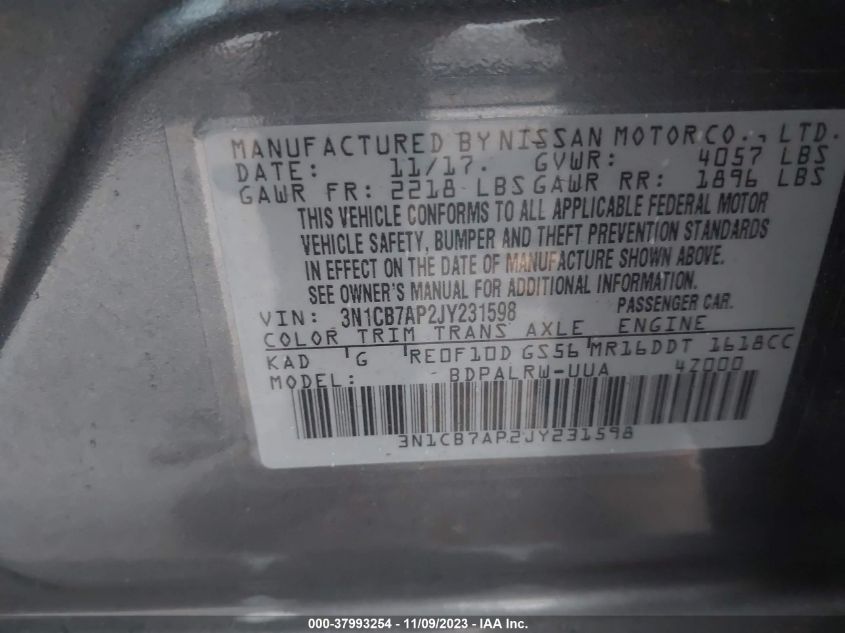 MANUFACTURED BY NISSAN MOTOR CO., LTD.
DATE: 11/17. GVWR: 4057 LBS
GAWR FR: 2218 LBS GAWR RR: 1896 LBS
THIS VEHICLE CONFORMS TO ALL APPLICABLE FEDERAL MOTOR
VEHICLE SAFETY, BUMPER AND THEFT PREVENTION STANDARDS
IN EFFECT ON THE DATE OF MANUFACTURE SHOWN ABOVE.
SEE OWNER'S MANUAL FOR ADDITIONAL INFORMATION.
VIN: 3N1CB7AP2JY231598 PASSENGER CAR.
COLOR TRIM TRANS AXLE ENGINE
KAD G RE0F10D GS56 MR16DDT 1618CC
MODEL: BDPALRW-UUA 4Z000
3N1CB7AP2JY231598
000-37993254 - 11/09/2023 - IAA Inc.